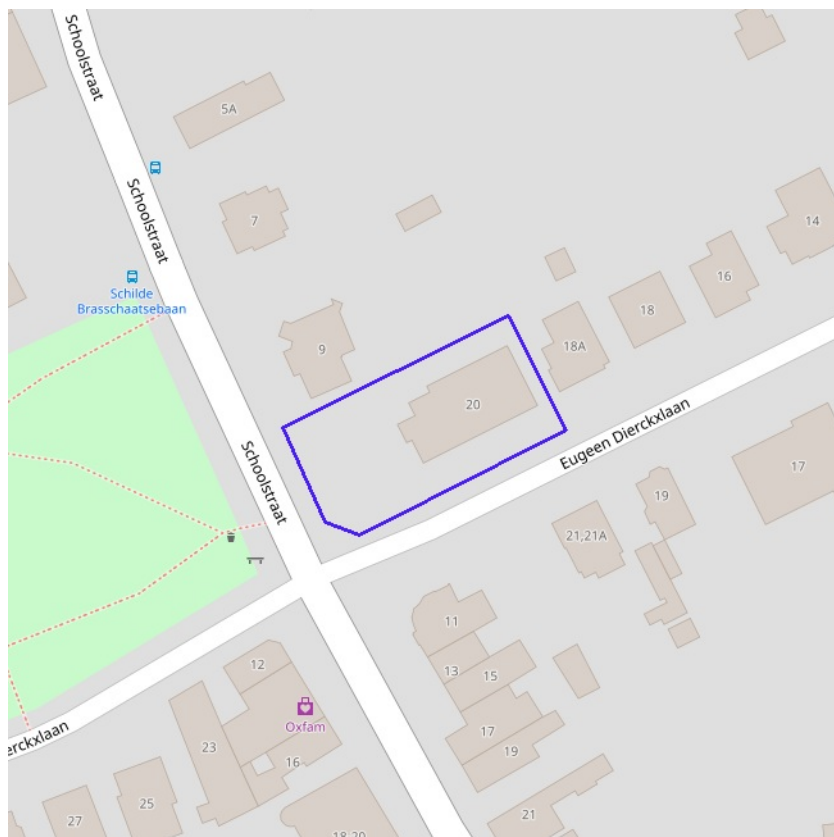 Schoolstraat
5A
Schoolstraat
7
14
16
Schilde
Brasschaatsebaan
18
9
18A
20
Eugeen Dierckxlaan
Schoolstraat
17
19
21,21A
11
12
13
15
Oxfam
17
erckxlaan
23
19
16
25
27
21
18-20